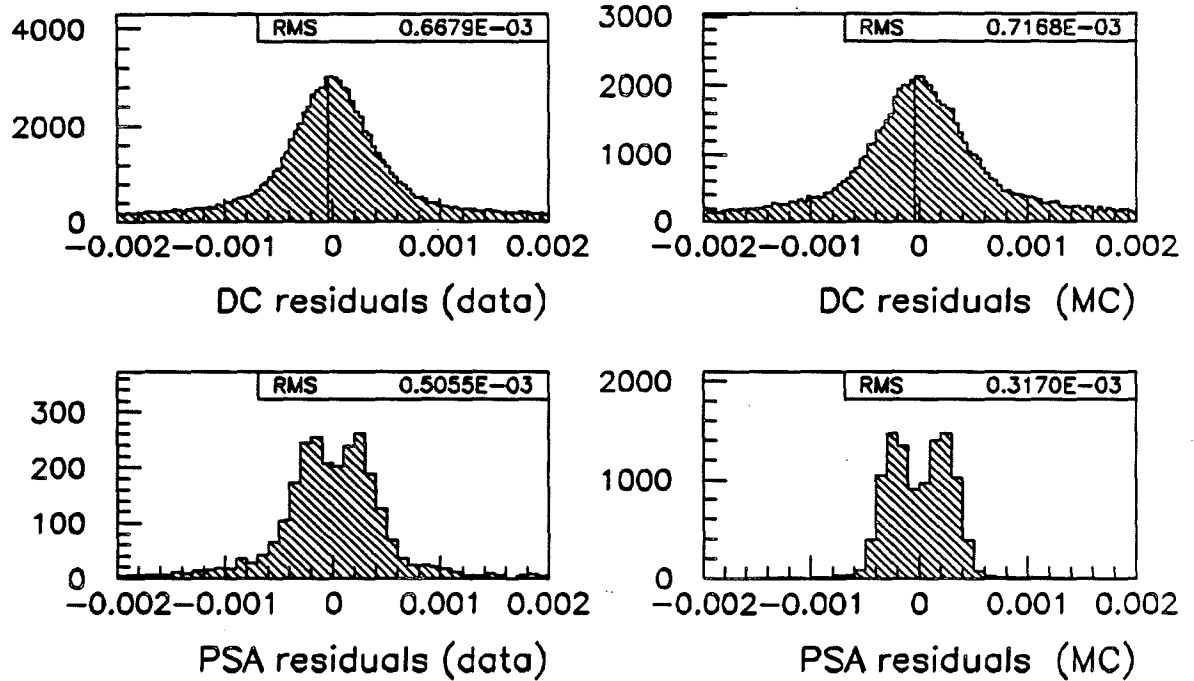 RMS 0.6679E-03
4000
2000
0
-0.002 -0.001 0 0.001 0.002
DC residuals (data)
RMS 0.7168E-03
3000
2000
1000
0
-0.002 -0.001 0 0.001 0.002
DC residuals (MC)
RMS 0.5055E-03
300
200
100
0
-0.002 -0.001 0 0.001 0.002
PSA residuals (data)
RMS 0.3170E-03
2000
1000
0
-0.002 -0.001 0 0.001 0.002
PSA residuals (MC)